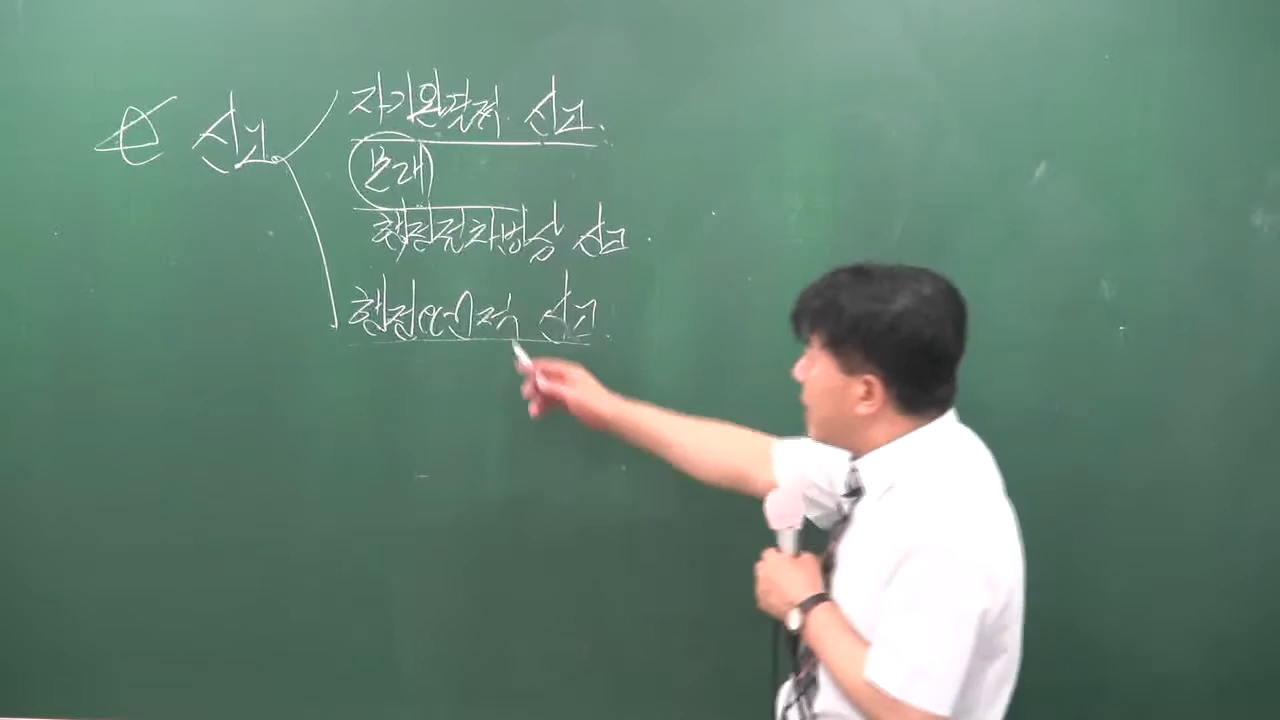 신고
자기완결적 신고.
본래
행정절차법상 신고.
행정요건적 신고.